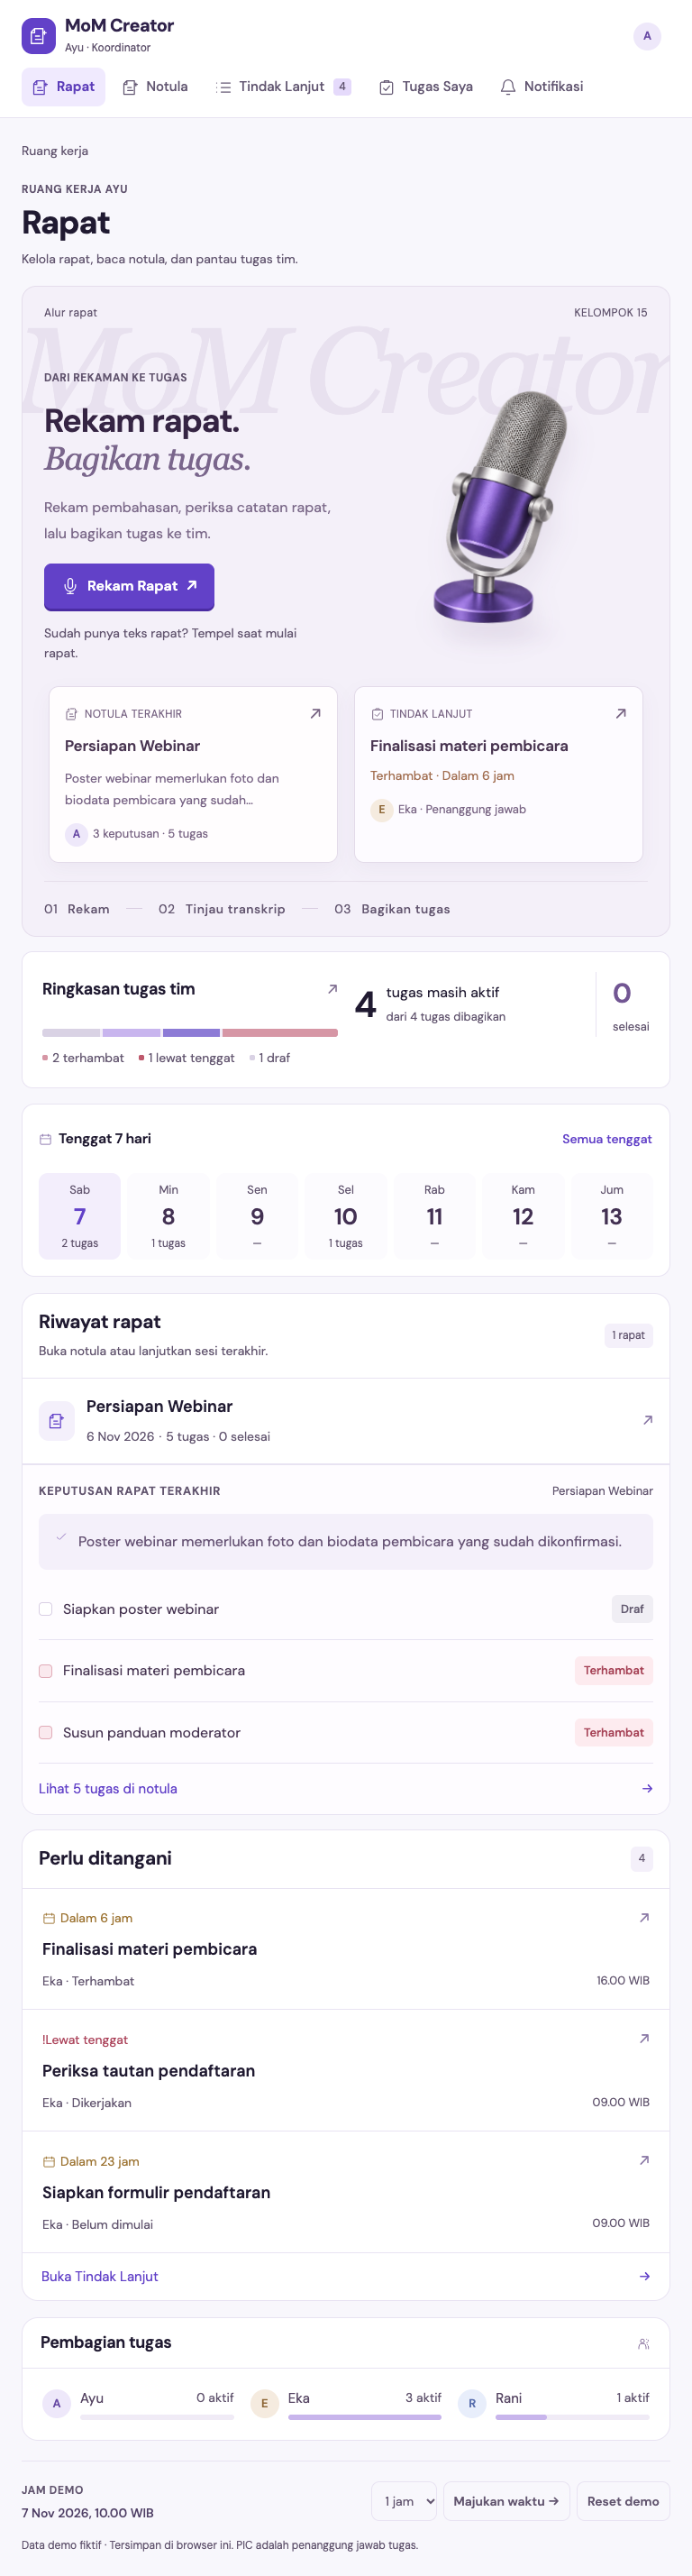 MoM Creator
Ayu · Koordinator
A
Rapat
Notula
Tindak Lanjut 4
Tugas Saya
Notifikasi
Ruang kerja
RUANG KERJA AYU
Rapat
Kelola rapat, baca notula, dan pantau tugas tim.
Alur rapat
KELOMPOK 15
MoM Creator
DARI REKAMAN KE TUGAS
Rekam rapat.
Bagikan tugas.
Rekam pembahasan, periksa catatan rapat,
lalu bagikan tugas ke tim.
Rekam Rapat ↗
Sudah punya teks rapat? Tempel saat mulai
rapat.
NOTULA TERAKHIR
Persiapan Webinar
Poster webinar memerlukan foto dan
biodata pembicara yang sudah...
A 3 keputusan · 5 tugas
TINDAK LANJUT
Finalisasi materi pembicara
Terhambat · Dalam 6 jam
E Eka · Penanggung jawab
01 Rekam — 02 Tinjau transkrip — 03 Bagikan tugas
Ringkasan tugas tim
2 terhambat
1 lewat tenggat
1 draf
4 tugas masih aktif
dari 4 tugas dibagikan
0
selesai
Tenggat 7 hari
Semua tenggat
Sab
7
2 tugas
Min
8
1 tugas
Sen
9
—
Sel
10
1 tugas
Rab
11
—
Kam
12
—
Jum
13
—
Riwayat rapat
Buka notula atau lanjutkan sesi terakhir.
1 rapat
Persiapan Webinar
6 Nov 2026 · 5 tugas · 0 selesai
KEPUTUSAN RAPAT TERAKHIR
Persiapan Webinar
Poster webinar memerlukan foto dan biodata pembicara yang sudah dikonfirmasi.
Siapkan poster webinar
Draf
Finalisasi materi pembicara
Terhambat
Susun panduan moderator
Terhambat
Lihat 5 tugas di notula →
Perlu ditangani
4
Dalam 6 jam
Finalisasi materi pembicara
Eka · Terhambat
16.00 WIB
!Lewat tenggat
Periksa tautan pendaftaran
Eka · Dikerjakan
09.00 WIB
Dalam 23 jam
Siapkan formulir pendaftaran
Eka · Belum dimulai
09.00 WIB
Buka Tindak Lanjut →
Pembagian tugas
A Ayu 0 aktif
E Eka 3 aktif
R Rani 1 aktif
JAM DEMO
7 Nov 2026, 10.00 WIB
1 jam
Majukan waktu →
Reset demo
Data demo fiktif · Tersimpan di browser ini. PIC adalah penanggung jawab tugas.